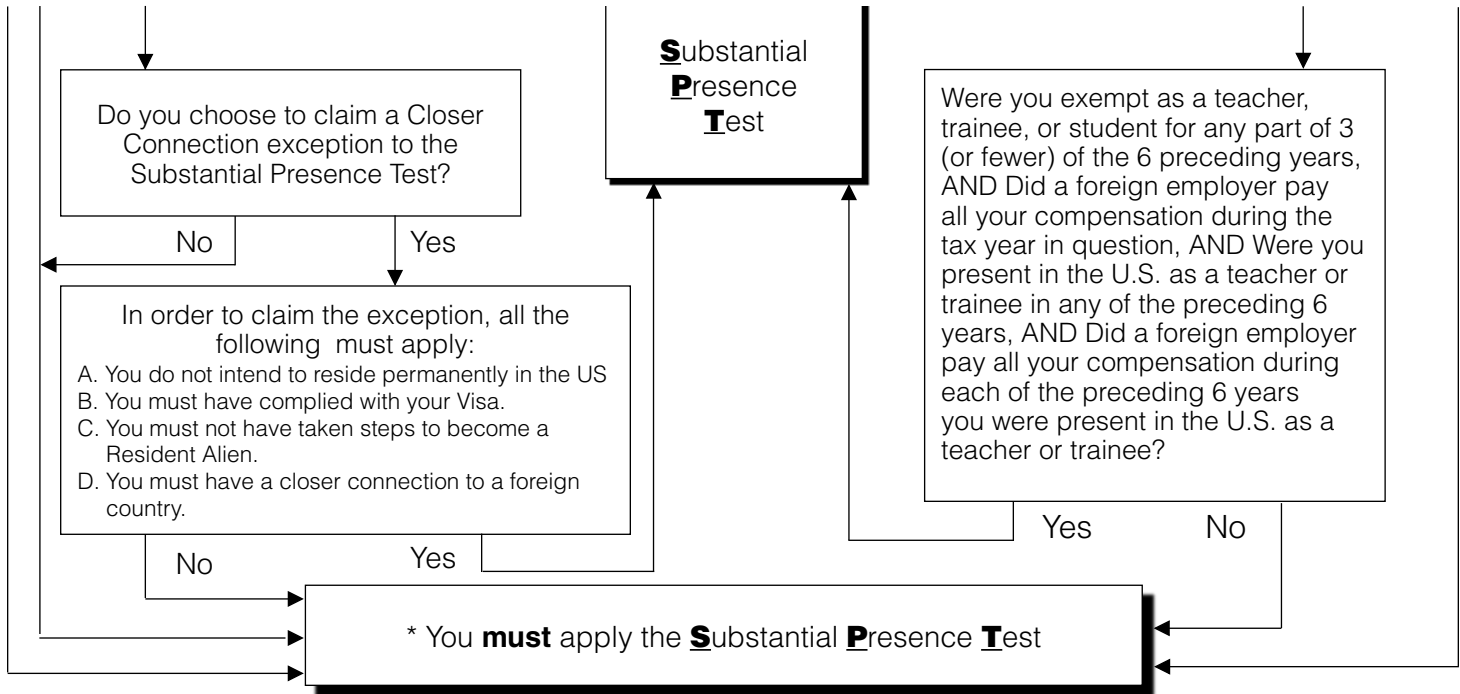 Substantial
Presence
Test
Do you choose to claim a Closer
Connection exception to the
Substantial Presence Test?
No
Yes
In order to claim the exception, all the
following must apply:
A. You do not intend to reside permanently in the US
B. You must have complied with your Visa.
C. You must not have taken steps to become a
Resident Alien.
D. You must have a closer connection to a foreign
country.
No
Yes
Were you exempt as a teacher,
trainee, or student for any part of 3
(or fewer) of the 6 preceding years,
AND Did a foreign employer pay
all your compensation during the
tax year in question, AND Were you
present in the U.S. as a teacher or
trainee in any of the preceding 6
years, AND Did a foreign employer
pay all your compensation during
each of the preceding 6 years
you were present in the U.S. as a
teacher or trainee?
Yes
No
* You must apply the Substantial Presence Test